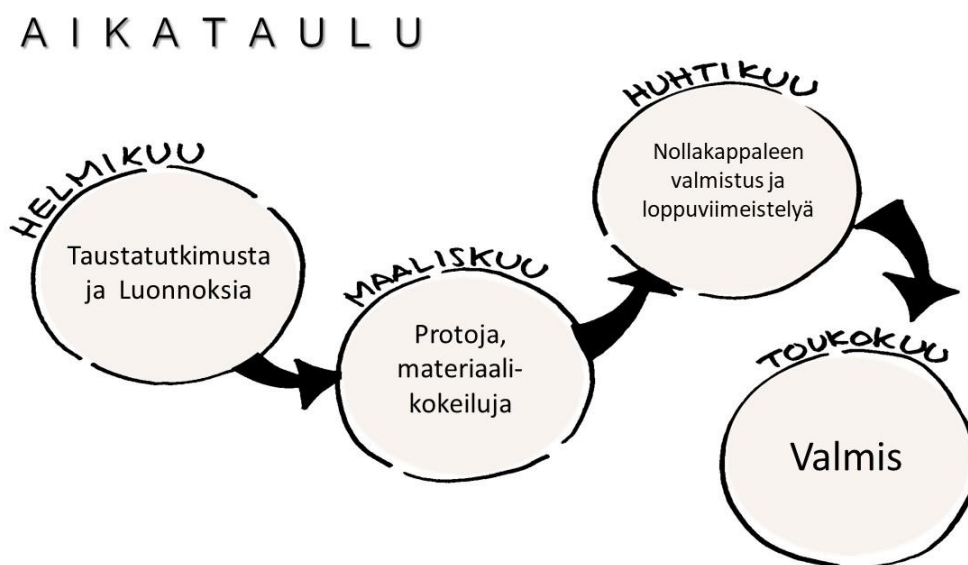 AIKATAULU
HELMIKUU
Taustatutkimusta
ja Luonnoksia
MAALISKUU
Protoja,
materiaali-
kokeiluja
HUHTIKUU
Nollakappaleen
valmistus ja
loppuviimeistelyä
TOUKOKUU
Valmis